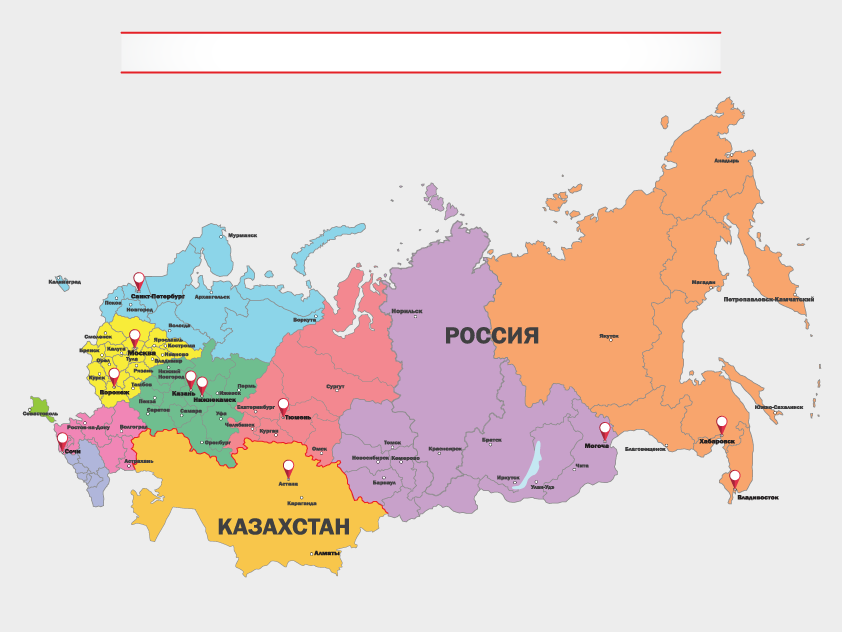 Анадырь
Мурманск
Калининград
Санкт-Петербург
Псков
Новгород
Архангельск
Магадан
Петропавловск-Камчатский
Норильск
Воркута
Вологда
РОССИЯ
Якутск
Смоленск
Ярославль
Кострома
Брянск
Калуга
Москва
Иваново
Тула
Владимир
Орел
Рязань
Нижний
Новгород
Курск
Тамбов
Пермь
Сургут
Воронеж
Казань
Ижевск
Нижнекамск
Пенза
Екатеринбург
Южно-Сахалинск
Севастополь
Саратов
Самара
Уфа
Тюмень
Ростов-на-Дону
Волгоград
Челябинск
Курган
Оренбург
Томск
Братск
Могоча
Хабаровск
Сочи
Омск
Красноярск
Благовещенск
Новосибирск
Кемерово
Астрахань
Чита
Барнаул
Иркутск
Улан-Удэ
Астана
Владивосток
Караганда
КАЗАХСТАН
Алматы